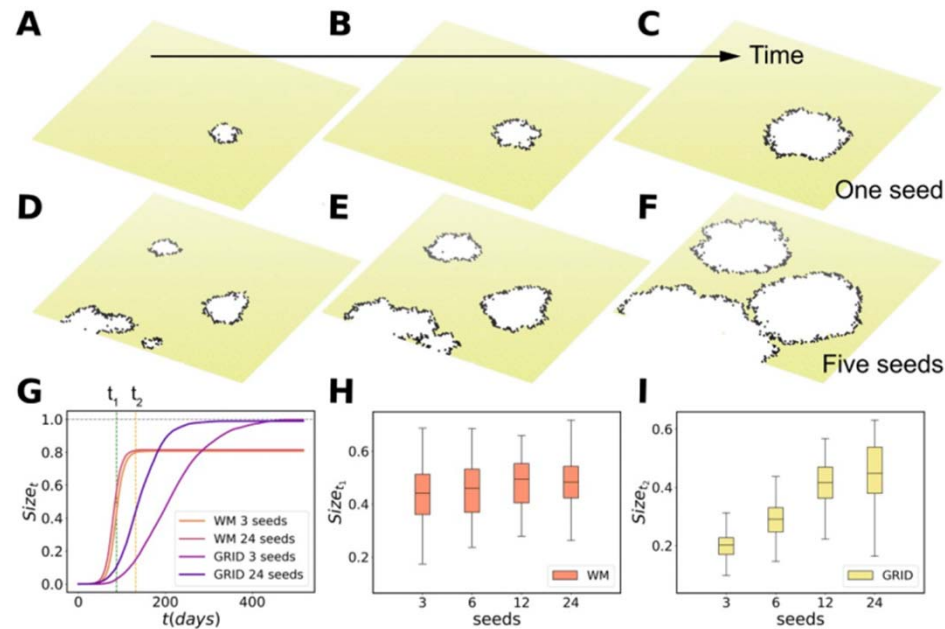 A B C
Time
One seed
D E F
Five seeds
G H I
t1 t2
1.0
0.8
0.6
0.4
0.2
0.0
Sizet
WM 3 seeds
WM 24 seeds
GRID 3 seeds
GRID 24 seeds
0 200 400
t(days)
0.6
0.4
0.2
Sizet1
WM
3 6 12 24
seeds
0.6
0.4
0.2
Sizet2
GRID
3 6 12 24
seeds